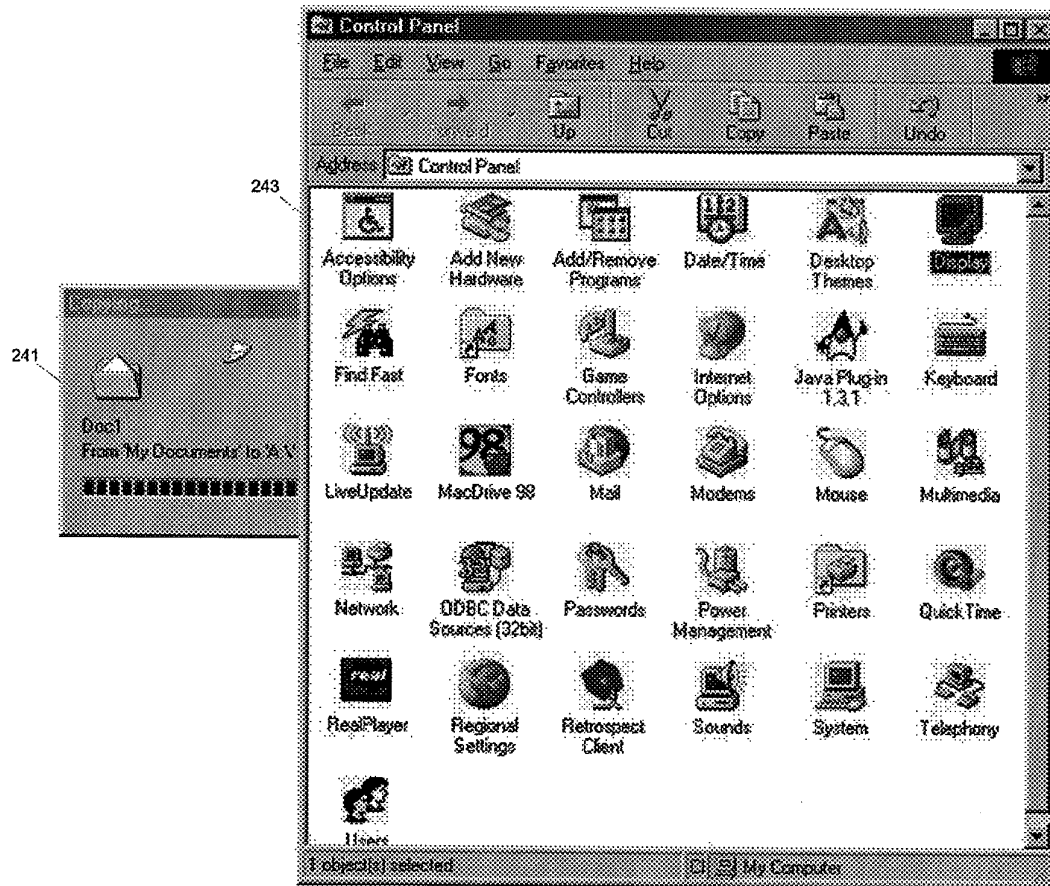 Control Panel
File Edit View Go Favorites Help
Up Cut Copy Paste Undo
Address Control Panel
243
Accessibility Options
Add New Hardware
Add/Remove Programs
Date/Time
Desktop Themes
Display
241
Doc1
From 'My Documents' to 'A:\'
Find Fast
Fonts
Game Controllers
Internet Options
Java Plug-in 1.3.1
Keyboard
LiveUpdate
98
MacDrive 98
Mail
Modems
Mouse
Multimedia
Network
ODBC Data Sources (32bit)
Passwords
Power Management
Printers
QuickTime
real
RealPlayer
Regional Settings
Retrospect Client
Sounds
System
Telephony
Users
1 object(s) selected
My Computer